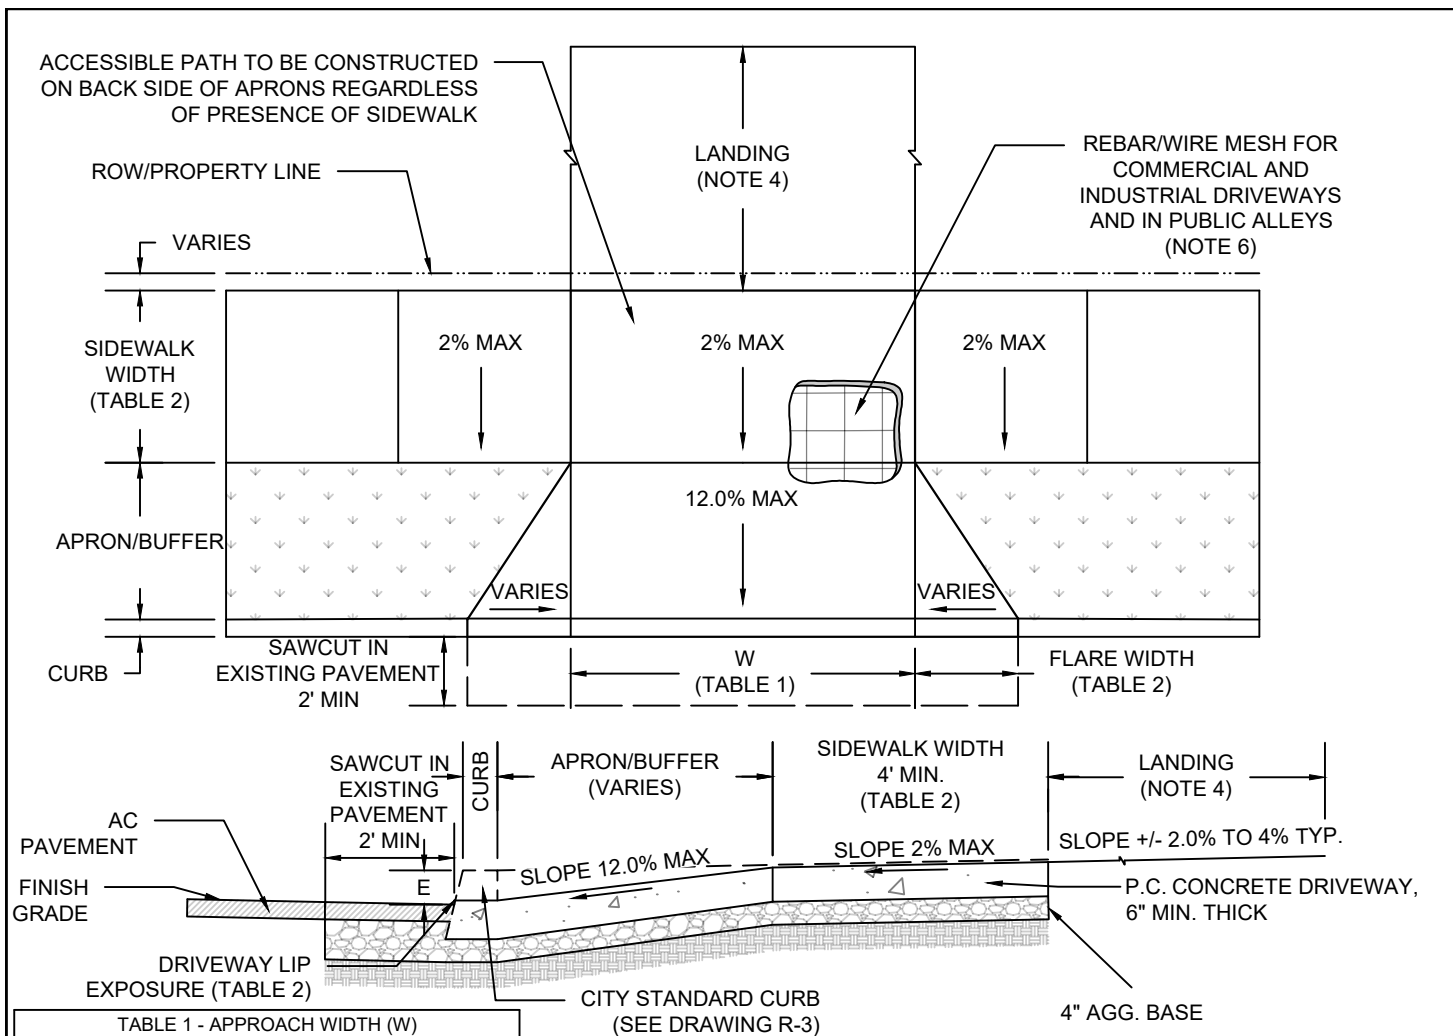 ACCESSIBLE PATH TO BE CONSTRUCTED
ON BACK SIDE OF APRONS REGARDLESS
OF PRESENCE OF SIDEWALK
LANDING
(NOTE 4)
REBAR/WIRE MESH FOR
COMMERCIAL AND
INDUSTRIAL DRIVEWAYS
AND IN PUBLIC ALLEYS
(NOTE 6)
ROW/PROPERTY LINE
VARIES
SIDEWALK
WIDTH
(TABLE 2)
2% MAX
2% MAX
2% MAX
12.0% MAX
APRON/BUFFER
VARIES
VARIES
CURB
SAWCUT IN
EXISTING PAVEMENT
2' MIN
W
(TABLE 1)
FLARE WIDTH
(TABLE 2)
SAWCUT IN
EXISTING
PAVEMENT
2' MIN
CURB
APRON/BUFFER
(VARIES)
SIDEWALK WIDTH
4' MIN.
(TABLE 2)
LANDING
(NOTE 4)
AC
PAVEMENT
FINISH
GRADE
E
SLOPE 12.0% MAX
SLOPE 2% MAX
SLOPE +/- 2.0% TO 4% TYP.
P.C. CONCRETE DRIVEWAY,
6" MIN. THICK
DRIVEWAY LIP
EXPOSURE (TABLE 2)
CITY STANDARD CURB
(SEE DRAWING R-3)
4" AGG. BASE
TABLE 1 - APPROACH WIDTH (W)